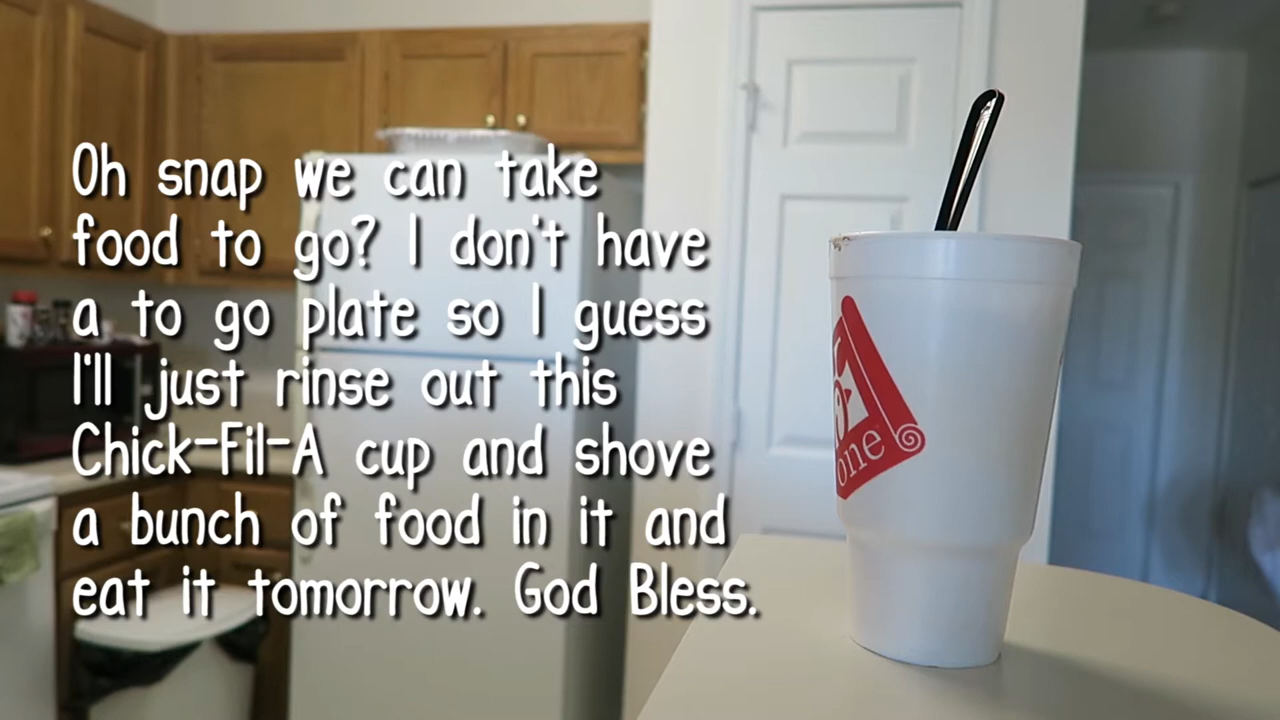 Oh snap we can take
food to go? I don't have
a to go plate so I guess
I'll just rinse out this
Chick-Fil-A cup and shove
a bunch of food in it and
eat it tomorrow. God Bless.
one